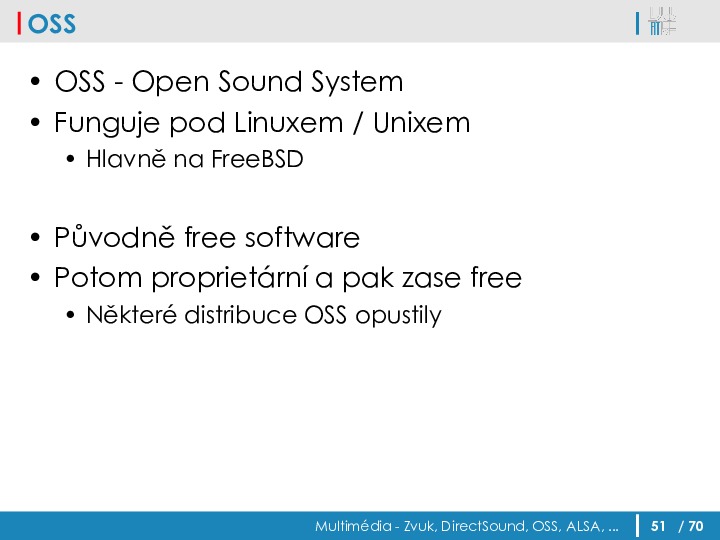 OSS
• OSS - Open Sound System
• Funguje pod Linuxem / Unixem
• Hlavně na FreeBSD
• Původně free software
• Potom proprietární a pak zase free
• Některé distribuce OSS opustily
Multimédia - Zvuk, DirectSound, OSS, ALSA, ... 51 / 70